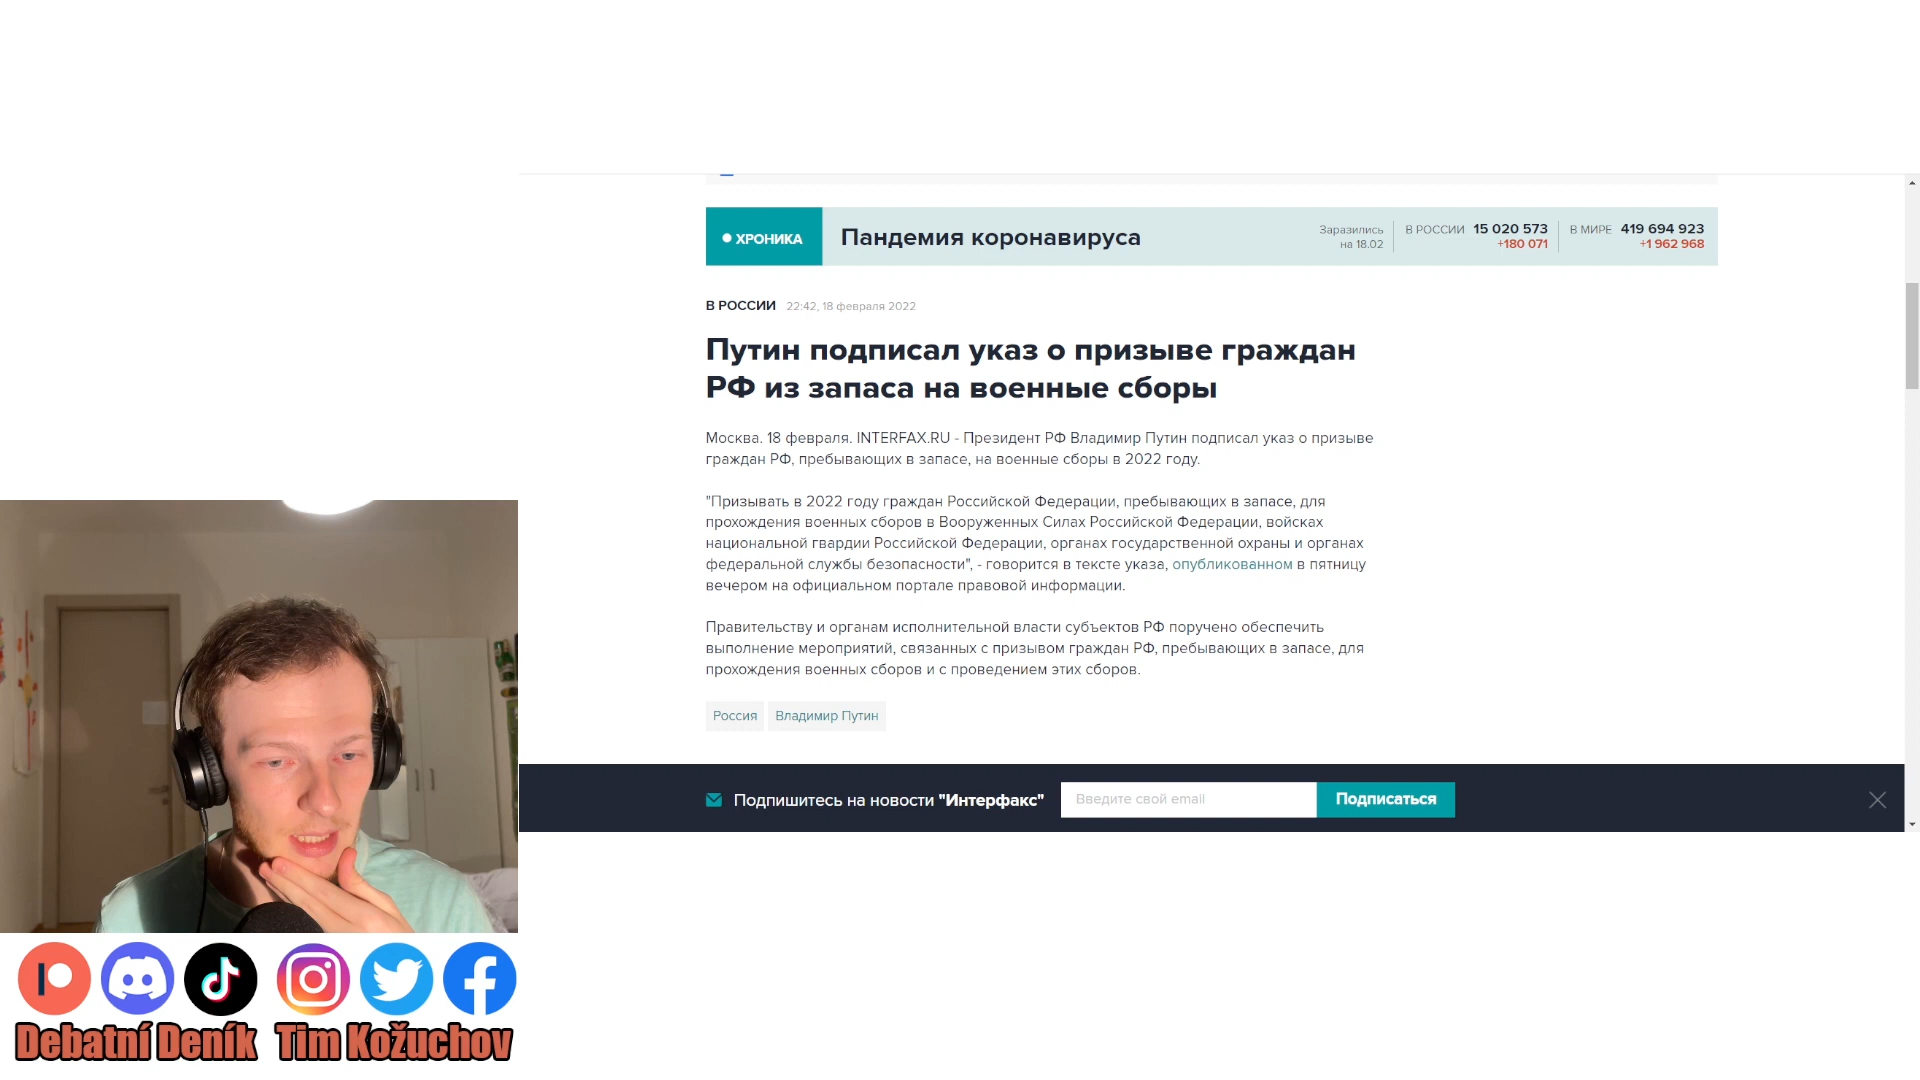 ХРОНИКА
Пандемия коронавируса
Заразились
на 18.02
В РОССИИ 15 020 573
+180 071
В МИРЕ 419 694 923
+1 962 968
В РОССИИ 22:42, 18 февраля 2022
Путин подписал указ о призыве граждан
РФ из запаса на военные сборы
Москва. 18 февраля. INTERFAX.RU - Президент РФ Владимир Путин подписал указ о призыве
граждан РФ, пребывающих в запасе, на военные сборы в 2022 году.
"Призывать в 2022 году граждан Российской Федерации, пребывающих в запасе, для
прохождения военных сборов в Вооруженных Силах Российской Федерации, войсках
национальной гвардии Российской Федерации, органах государственной охраны и органах
федеральной службы безопасности", - говорится в тексте указа, опубликованном в пятницу
вечером на официальном портале правовой информации.
Правительству и органам исполнительной власти субъектов РФ поручено обеспечить
выполнение мероприятий, связанных с призывом граждан РФ, пребывающих в запасе, для
прохождения военных сборов и с проведением этих сборов.
Россия Владимир Путин
Подпишитесь на новости "Интерфакс" Введите свой email Подписаться
Debatní Deník Tim Kožuchov